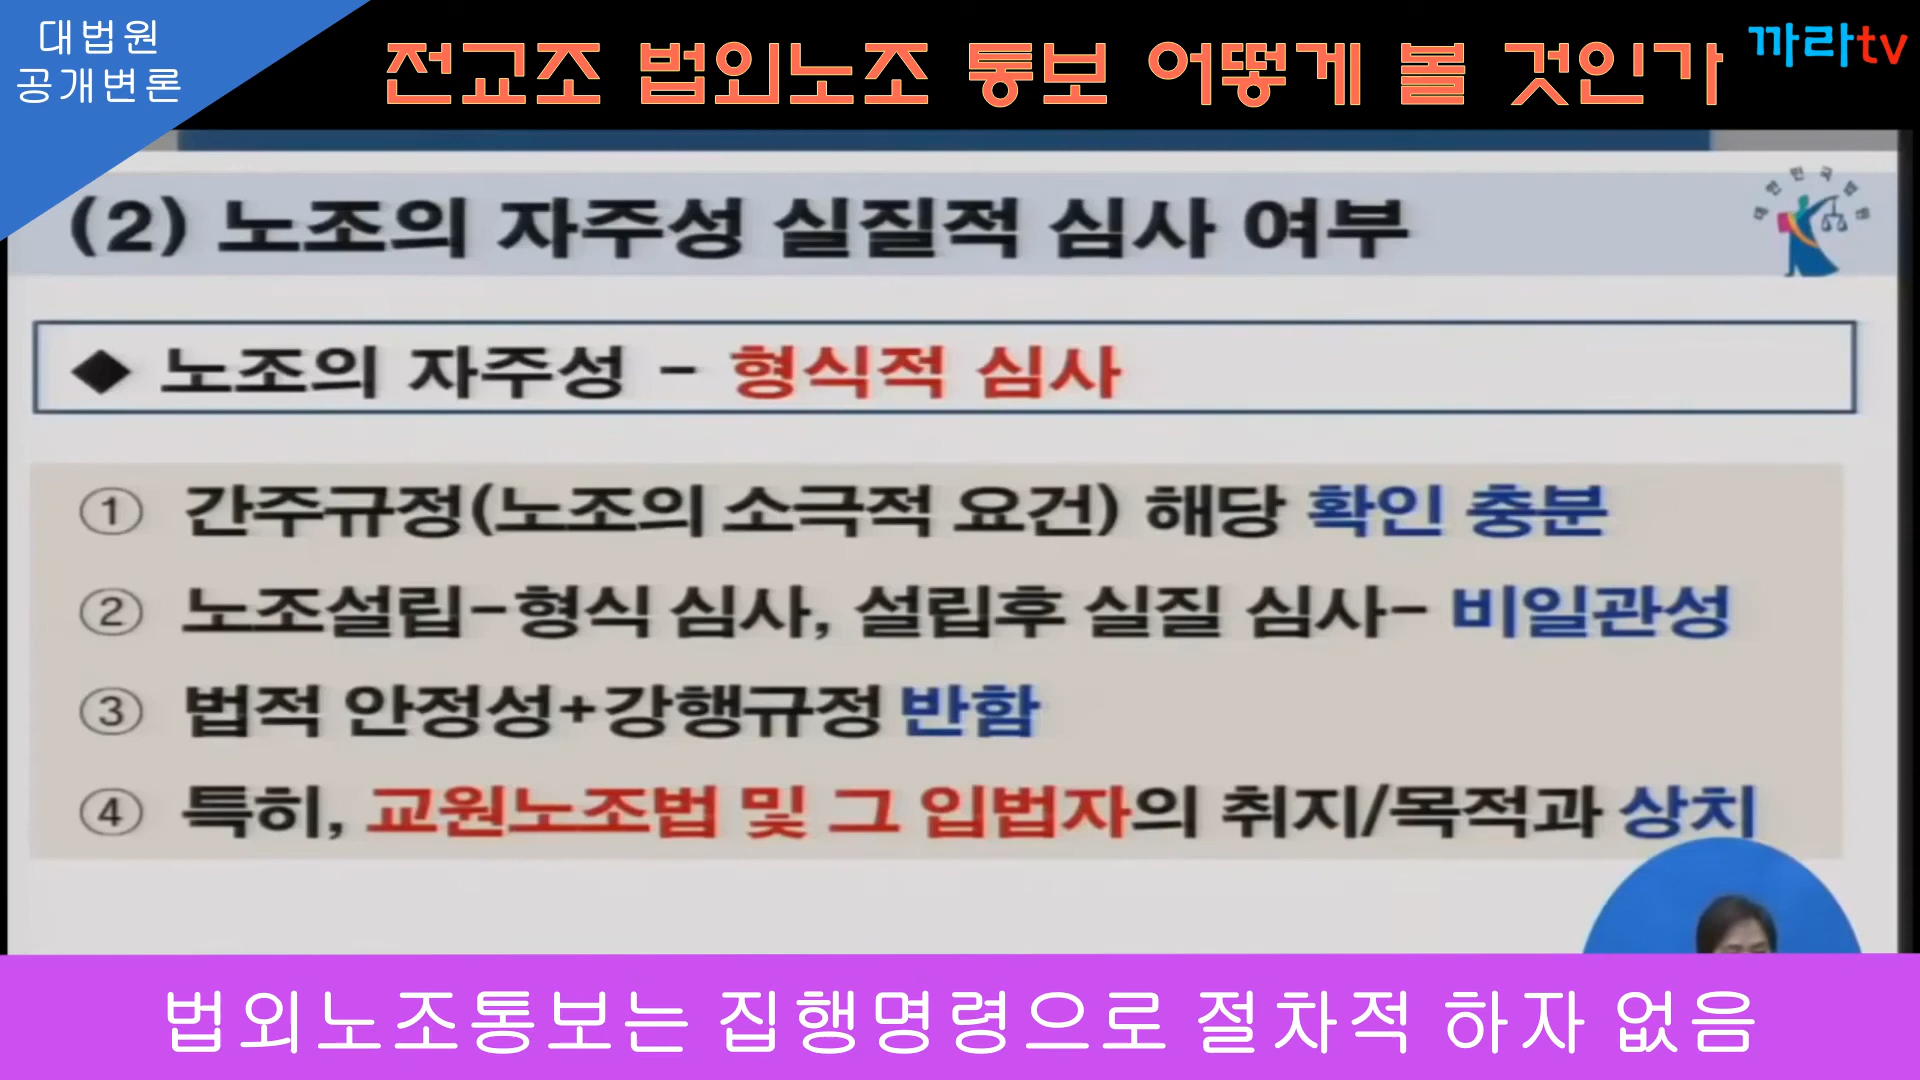 대법원
공개변론
전교조 법외노조 통보 어떻게 볼 것인가
까라tv
(2) 노조의 자주성 실질적 심사 여부
대한민국법원
◆ 노조의 자주성 - 형식적 심사
① 간주규정(노조의 소극적 요건) 해당 확인 충분
② 노조설립-형식 심사, 설립후 실질 심사- 비일관성
③ 법적 안정성+강행규정 반함
④ 특히, 교원노조법 및 그 입법자의 취지/목적과 상치
법외노조통보는 집행명령으로 절차적 하자 없음